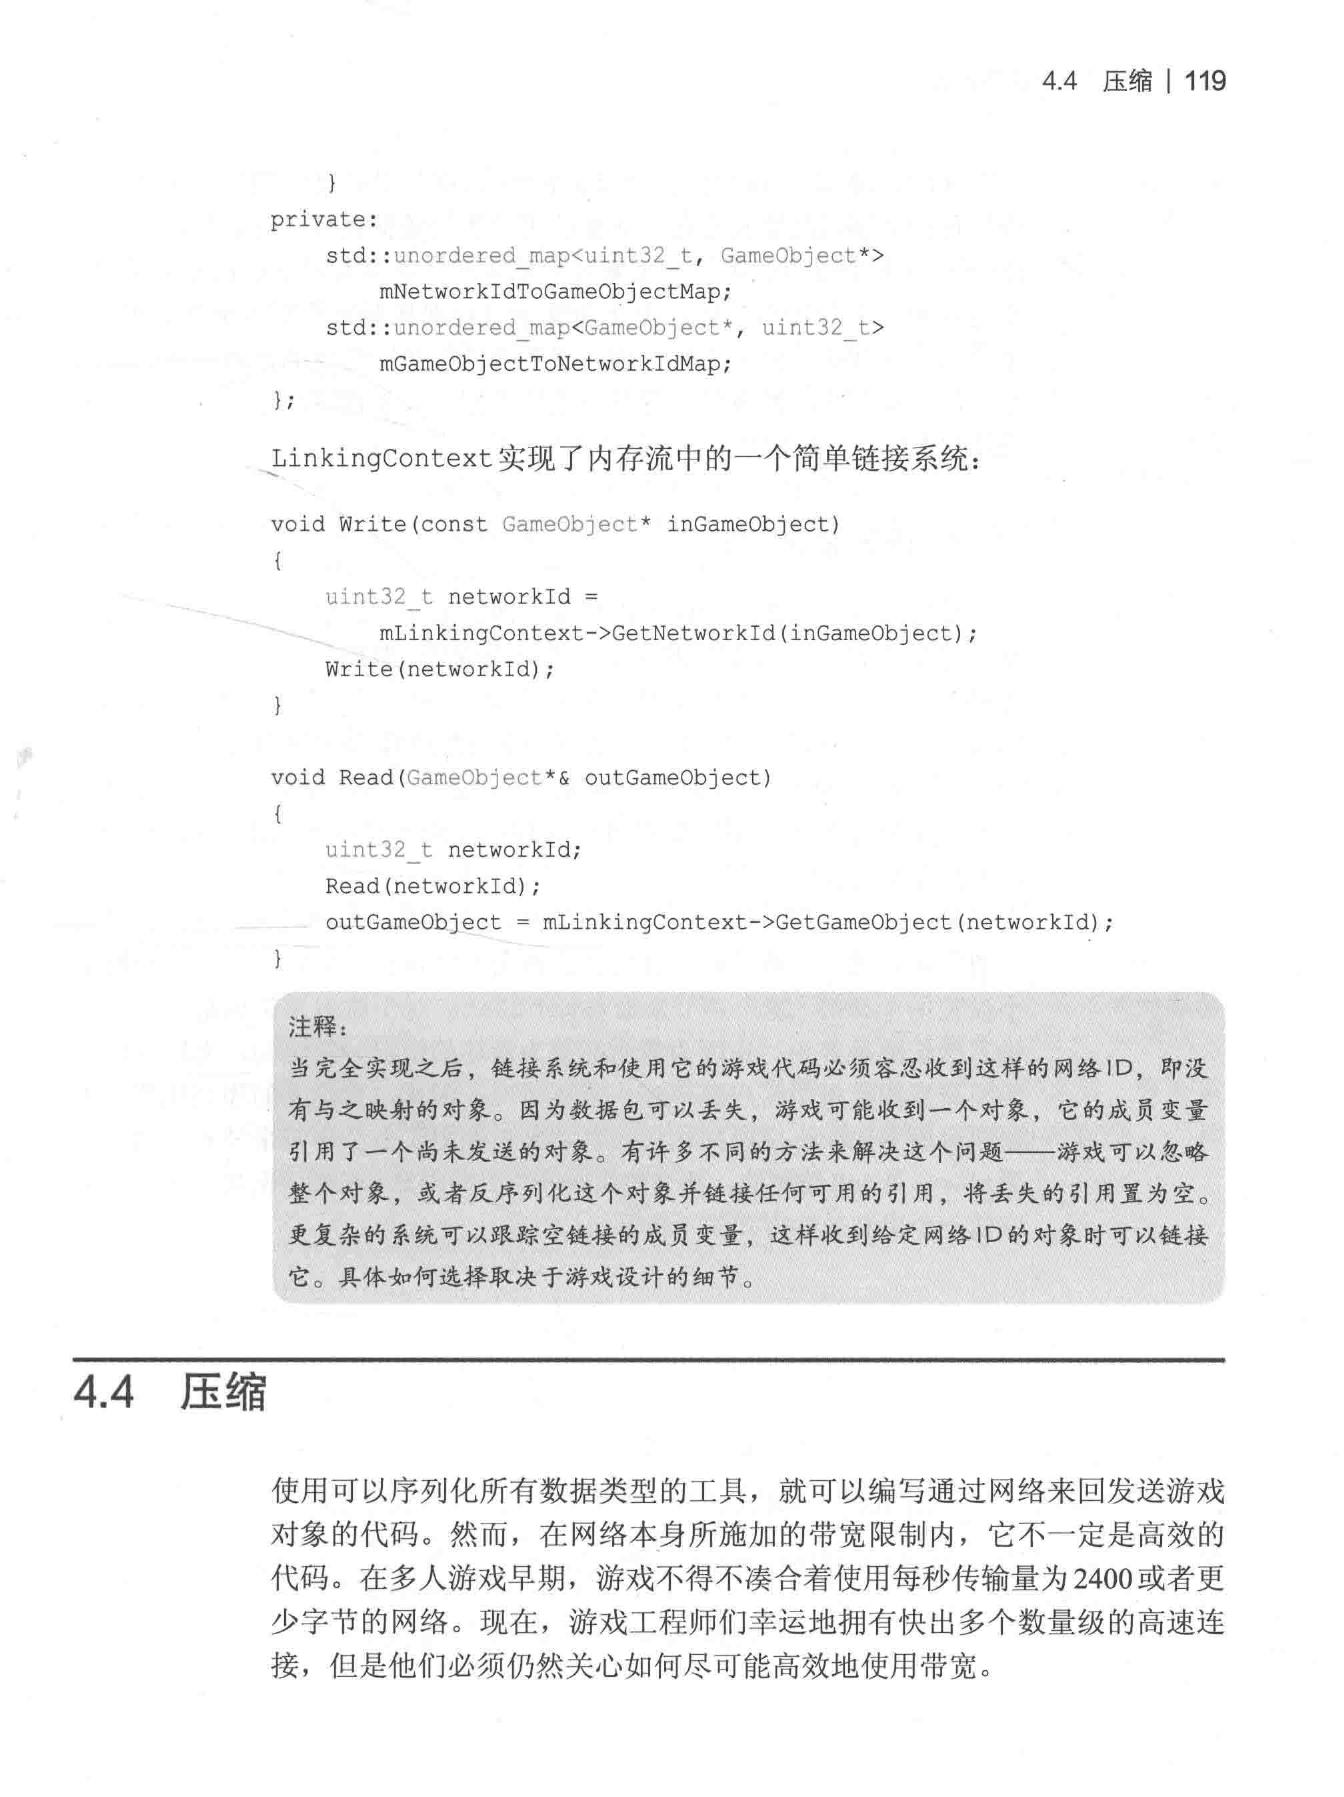 4.4 压缩 | 119
}
private:
std::unordered_map<uint32_t, GameObject*>
mNetworkIdToGameObjectMap;
std::unordered_map<GameObject*, uint32_t>
mGameObjectToNetworkIdMap;
};
LinkingContext实现了内存流中的一个简单链接系统：
void Write(const GameObject* inGameObject)
{
uint32_t networkId =
mLinkingContext->GetNetworkId(inGameObject);
Write(networkId);
}
void Read(GameObject*& outGameObject)
{
uint32_t networkId;
Read(networkId);
outGameObject = mLinkingContext->GetGameObject(networkId);
}
注释：
当完全实现之后，链接系统和使用它的游戏代码必须容忍收到这样的网络ID，即没
有与之映射的对象。因为数据包可以丢失，游戏可能收到一个对象，它的成员变量
引用了一个尚未发送的对象。有许多不同的方法来解决这个问题——游戏可以忽略
整个对象，或者反序列化这个对象并链接任何可用的引用，将丢失的引用置为空。
更复杂的系统可以跟踪空链接的成员变量，这样收到给定网络ID的对象时可以链接
它。具体如何选择取决于游戏设计的细节。
4.4 压缩
使用可以序列化所有数据类型的工具，就可以编写通过网络来回发送游戏
对象的代码。然而，在网络本身所施加的带宽限制内，它不一定是高效的
代码。在多人游戏早期，游戏不得不凑合着使用每秒传输量为2400或者更
少字节的网络。现在，游戏工程师们幸运地拥有快出多个数量级的高速连
接，但是他们必须仍然关心如何尽可能高效地使用带宽。